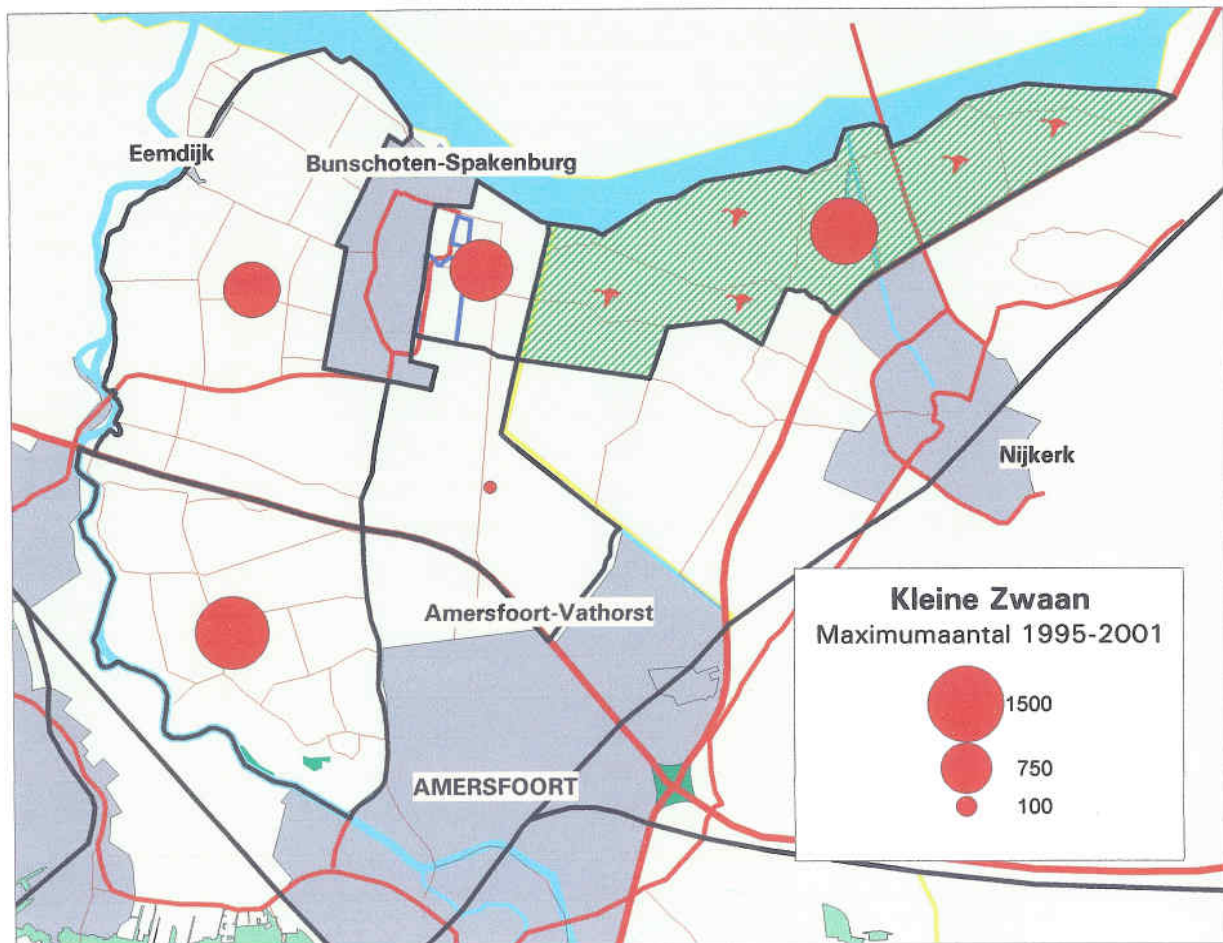 Eemdijk
Bunschoten-Spakenburg
Nijkerk
Amersfoort-Vathorst
AMERSFOORT
Kleine Zwaan
Maximumaantal 1995-2001
1500
750
100